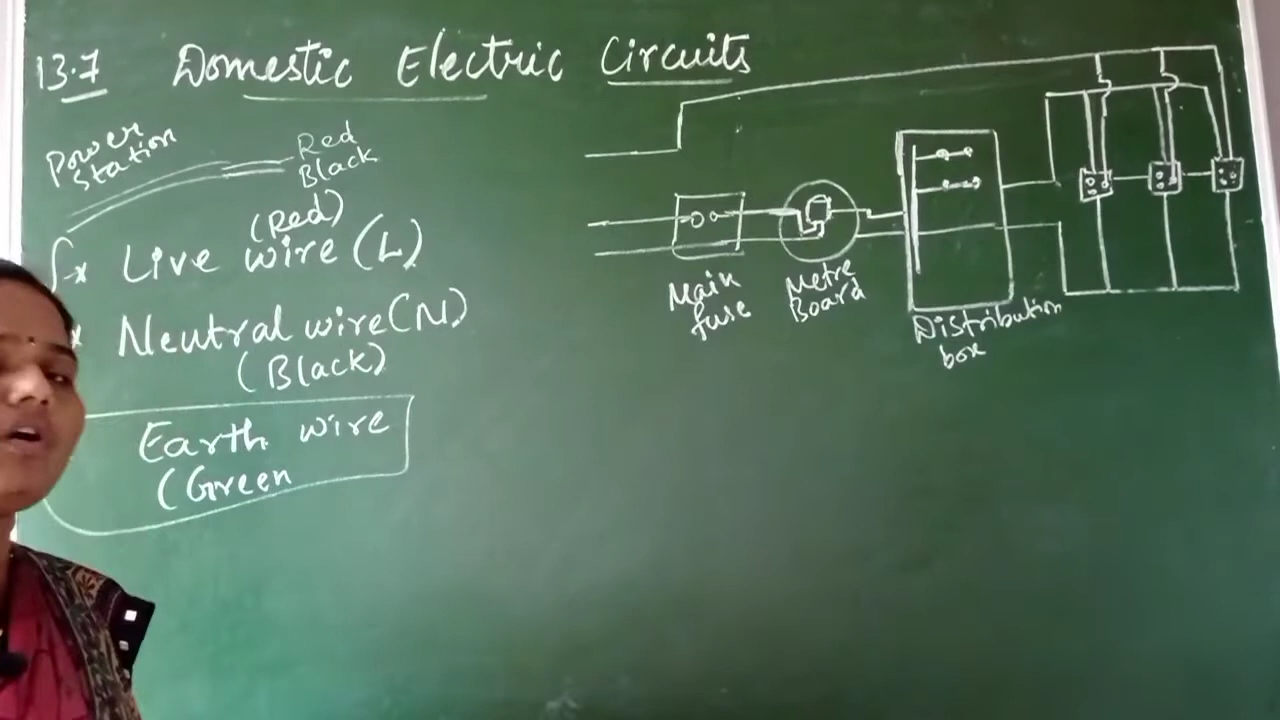 13.7 Domestic Electric Circuits
Power
Station
Red
Black
(Red)
Live wire (L)
Neutral wire (N)
(Black)
Earth wire
(Green
Main
fuse
Metre
Board
Distribution
box